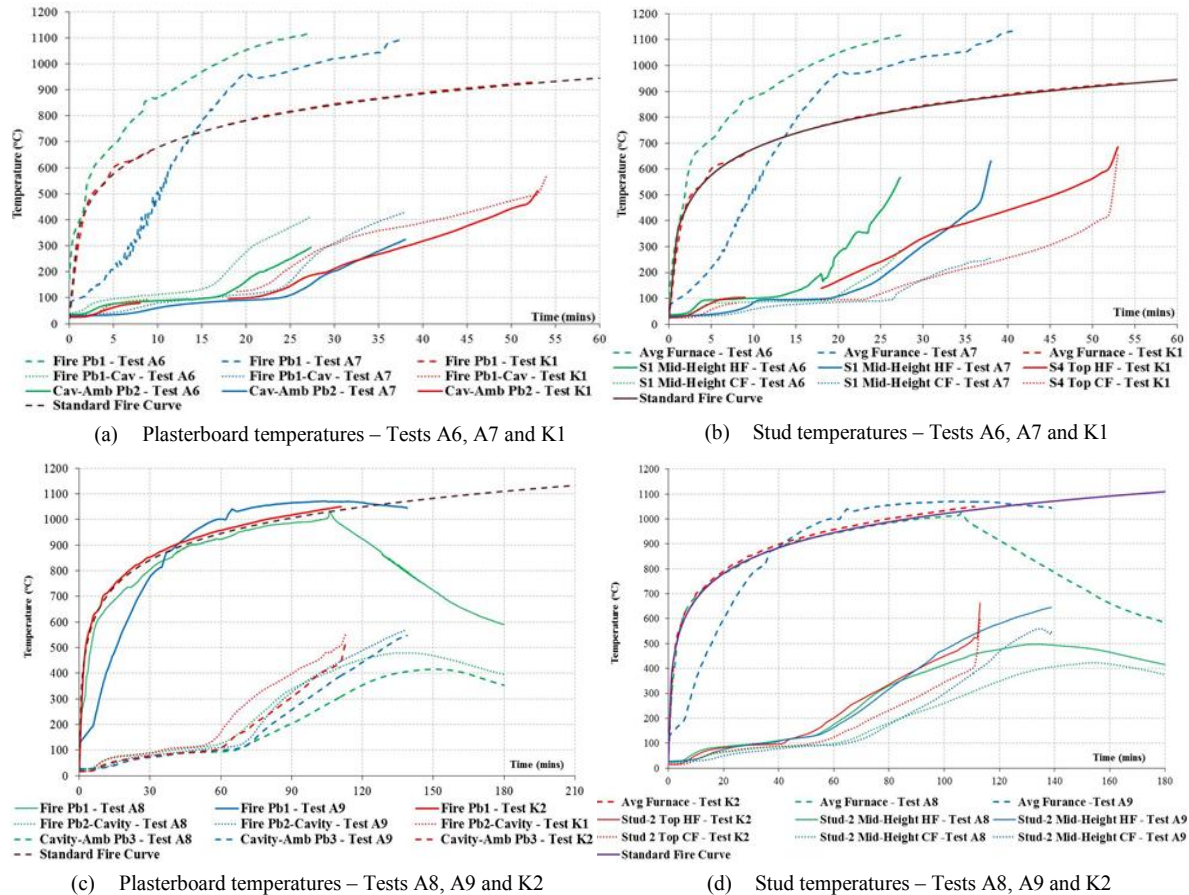 1200
1100
1000
900
800
700
600
500
400
300
200
100
0
Temperature (°C)
Time (mins)
0 5 10 15 20 25 30 35 40 45 50 55 60
Fire Pb1 - Test A6 Fire Pb1 - Test A7 Fire Pb1 - Test K1
Fire Pb1-Cav - Test A6 Fire Pb1-Cav - Test A7 Fire Pb1-Cav - Test K1
Cav-Amb Pb2 - Test A6 Cav-Amb Pb2 - Test A7 Cav-Amb Pb2 - Test K1
Standard Fire Curve
(a) Plasterboard temperatures – Tests A6, A7 and K1
1200
1100
1000
900
800
700
600
500
400
300
200
100
0
Temperature (°C)
Time (mins)
0 5 10 15 20 25 30 35 40 45 50 55 60
Avg Furnace - Test A6 Avg Furance - Test A7 Avg Furnace - Test K1
S1 Mid-Height HF - Test A6 S1 Mid-Height HF - Test A7 S4 Top HF - Test K1
S1 Mid-Height CF - Test A6 S1 Mid-Height CF - Test A7 S4 Top CF - Test K1
Standard Fire Curve
(b) Stud temperatures – Tests A6, A7 and K1
1200
1100
1000
900
800
700
600
500
400
300
200
100
0
Temperature (°C)
Time (mins)
0 30 60 90 120 150 180 210
Fire Pb1 - Test A8 Fire Pb1 - Test A9 Fire Pb1 - Test K2
Fire Pb2-Cavity - Test A8 Fire Pb2-Cavity - Test A9 Fire Pb2-Cavity - Test K1
Cavity-Amb Pb3 - Test A8 Cavity-Amb Pb3 - Test A9 Cavity-Amb Pb3 - Test K2
Standard Fire Curve
(c) Plasterboard temperatures – Tests A8, A9 and K2
1200
1100
1000
900
800
700
600
500
400
300
200
100
0
Temperature (°C)
Time (mins)
0 20 40 60 80 100 120 140 160 180
Avg Furnace - Test K2 Avg Furance - Test A8 Avg Furance - Test A9
Stud-2 Top HF - Test K2 Stud-2 Mid-Height HF - Test A8 Stud-2 Mid-Height HF - Test A9
Stud 2 Top CF - Test K2 Stud-2 Mid-Height CF - Test A8 Stud-2 Mid-Height CF - Test A9
Standard Fire Curve
(d) Stud temperatures – Tests A8, A9 and K2